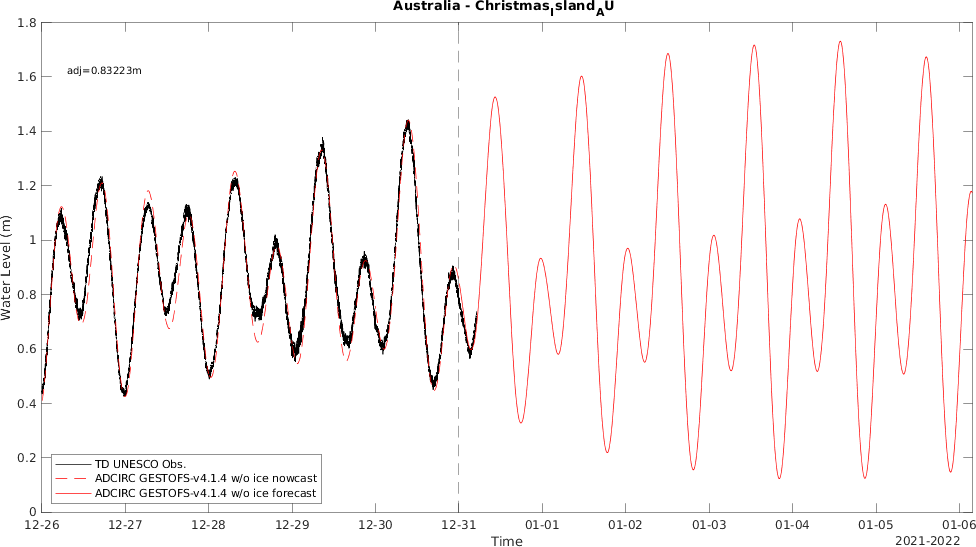 Australia - Christmas_Island_AU
1.8
adj=0.83223m
1.6
1.4
1.2
1
0.8
0.6
0.4
0.2
0
Water Level (m)
TD UNESCO Obs.
ADCIRC GESTOFS-v4.1.4 w/o ice nowcast
ADCIRC GESTOFS-v4.1.4 w/o ice forecast
12-26 12-27 12-28 12-29 12-30 12-31 01-01 01-02 01-03 01-04 01-05 01-06
Time
2021-2022